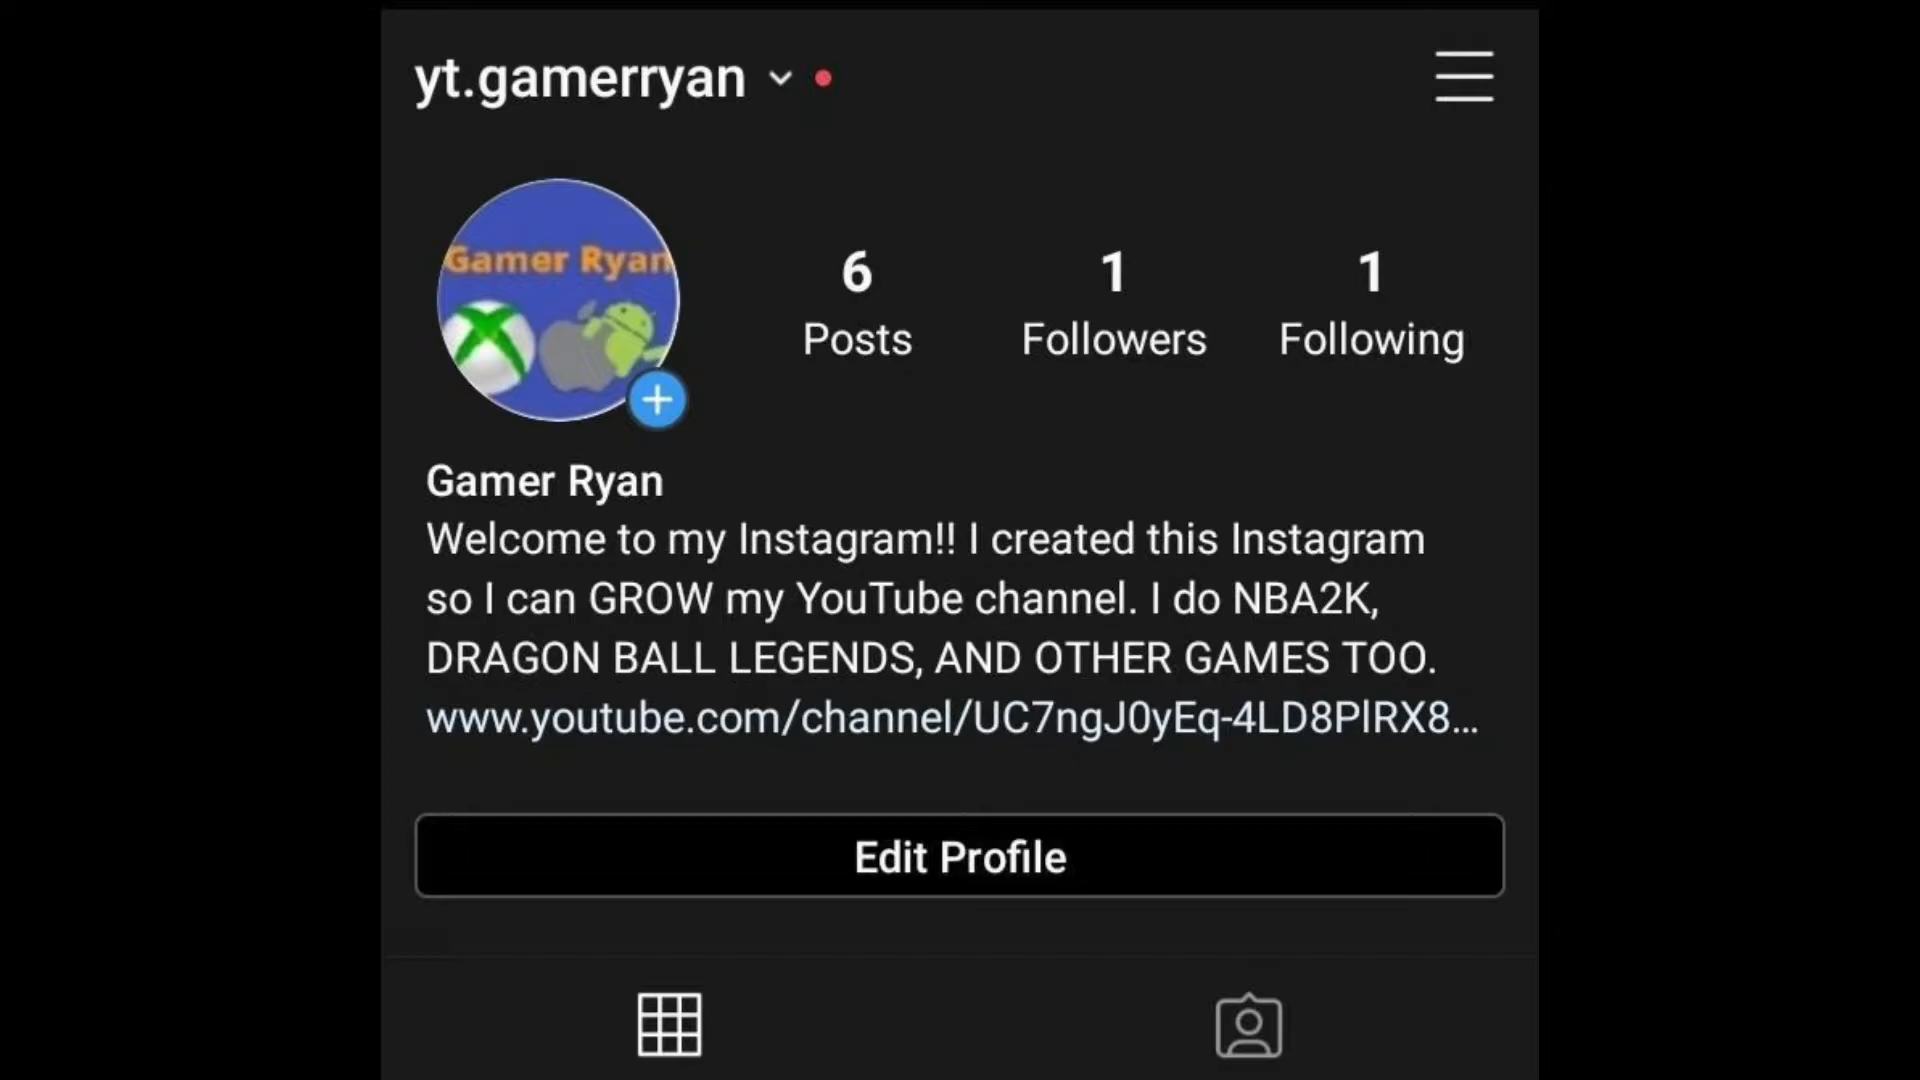 yt.gamerryan
Gamer Ryan
6
Posts
1
Followers
1
Following
Gamer Ryan
Welcome to my Instagram!! I created this Instagram
so I can GROW my YouTube channel. I do NBA2K,
DRAGON BALL LEGENDS, AND OTHER GAMES TOO.
www.youtube.com/channel/UC7ngJ0yEq-4LD8PlRX8...
Edit Profile